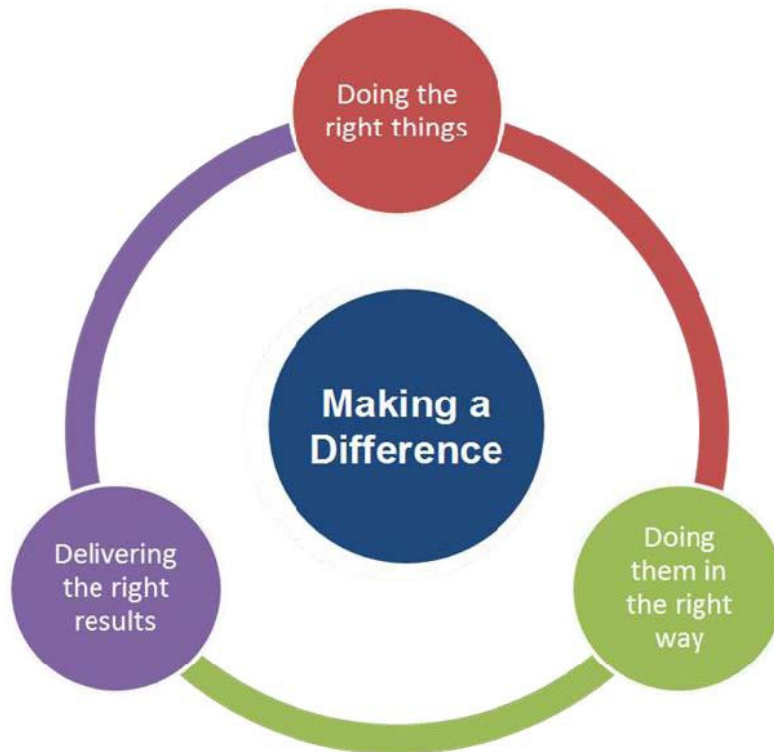 Doing the
right things
Making a
Difference
Delivering
the right
results
Doing
them in
the right
way